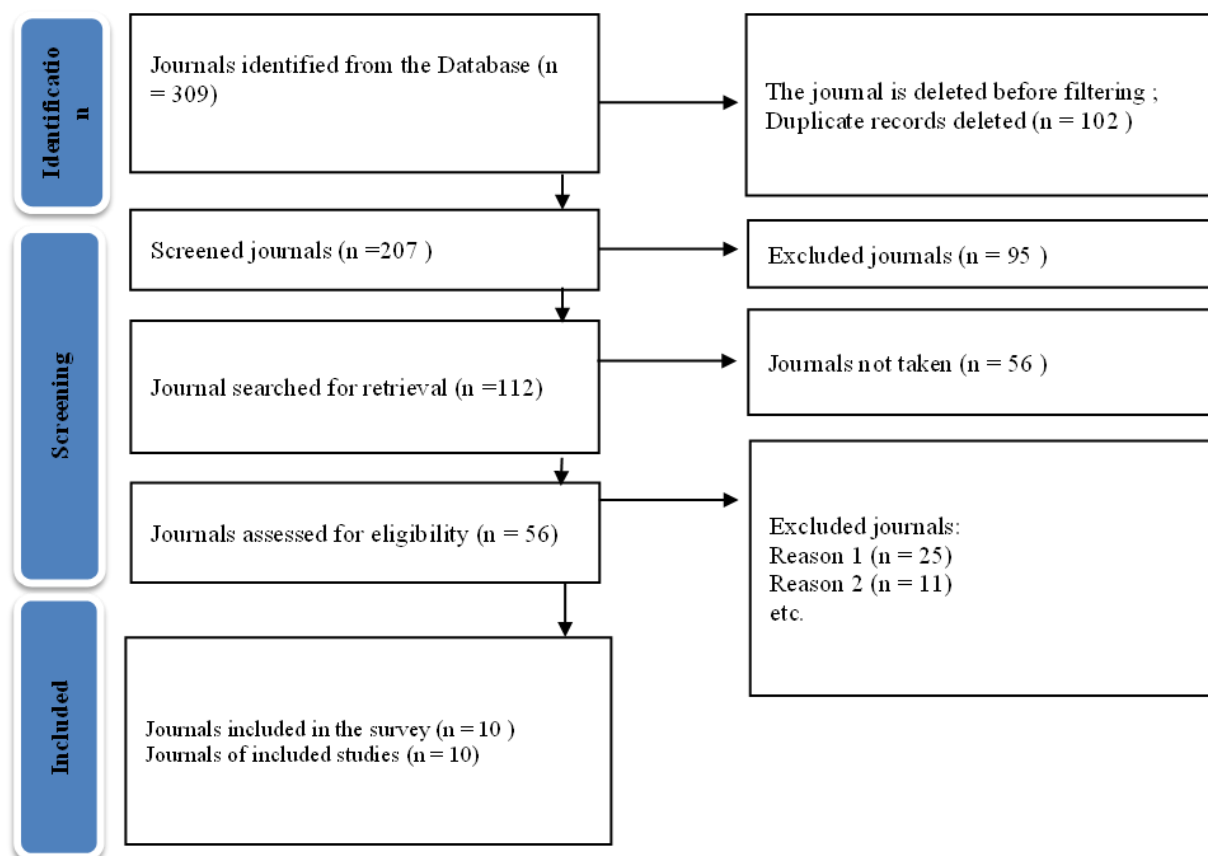 Identificatio
n
Journals identified from the Database (n
= 309)
The journal is deleted before filtering ;
Duplicate records deleted (n = 102 )
Screening
Screened journals (n =207 )
Excluded journals (n = 95 )
Journal searched for retrieval (n =112)
Journals not taken (n = 56 )
Journals assessed for eligibility (n = 56)
Excluded journals:
Reason 1 (n = 25)
Reason 2 (n = 11)
etc.
Included
Journals included in the survey (n = 10 )
Journals of included studies (n = 10)